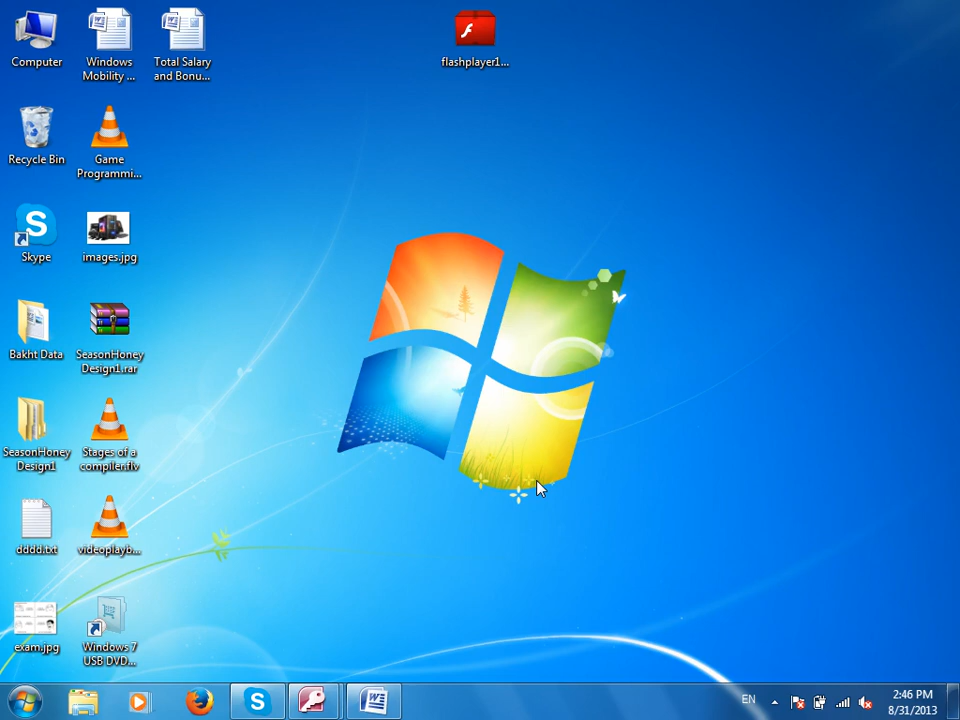 Computer
Windows
Mobility ...
Total Salary
and Bonu...
flashplayer1...
Recycle Bin
Game
Programmi...
Skype
images.jpg
Bakht Data
SeasonHoney
Design1.rar
SeasonHoney
Design1
Stages of a
compiler.flv
dddd.txt
videoplayb...
exam.jpg
Windows 7
USB DVD...
EN
2:46 PM
8/31/2013